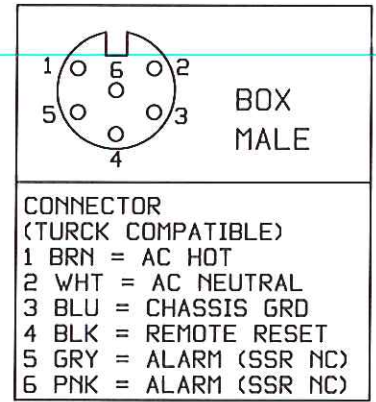 1 6 2
5 3
4
BOX
MALE
CONNECTOR
(TURCK COMPATIBLE)
1 BRN = AC HOT
2 WHT = AC NEUTRAL
3 BLU = CHASSIS GRD
4 BLK = REMOTE RESET
5 GRY = ALARM (SSR NC)
6 PNK = ALARM (SSR NC)